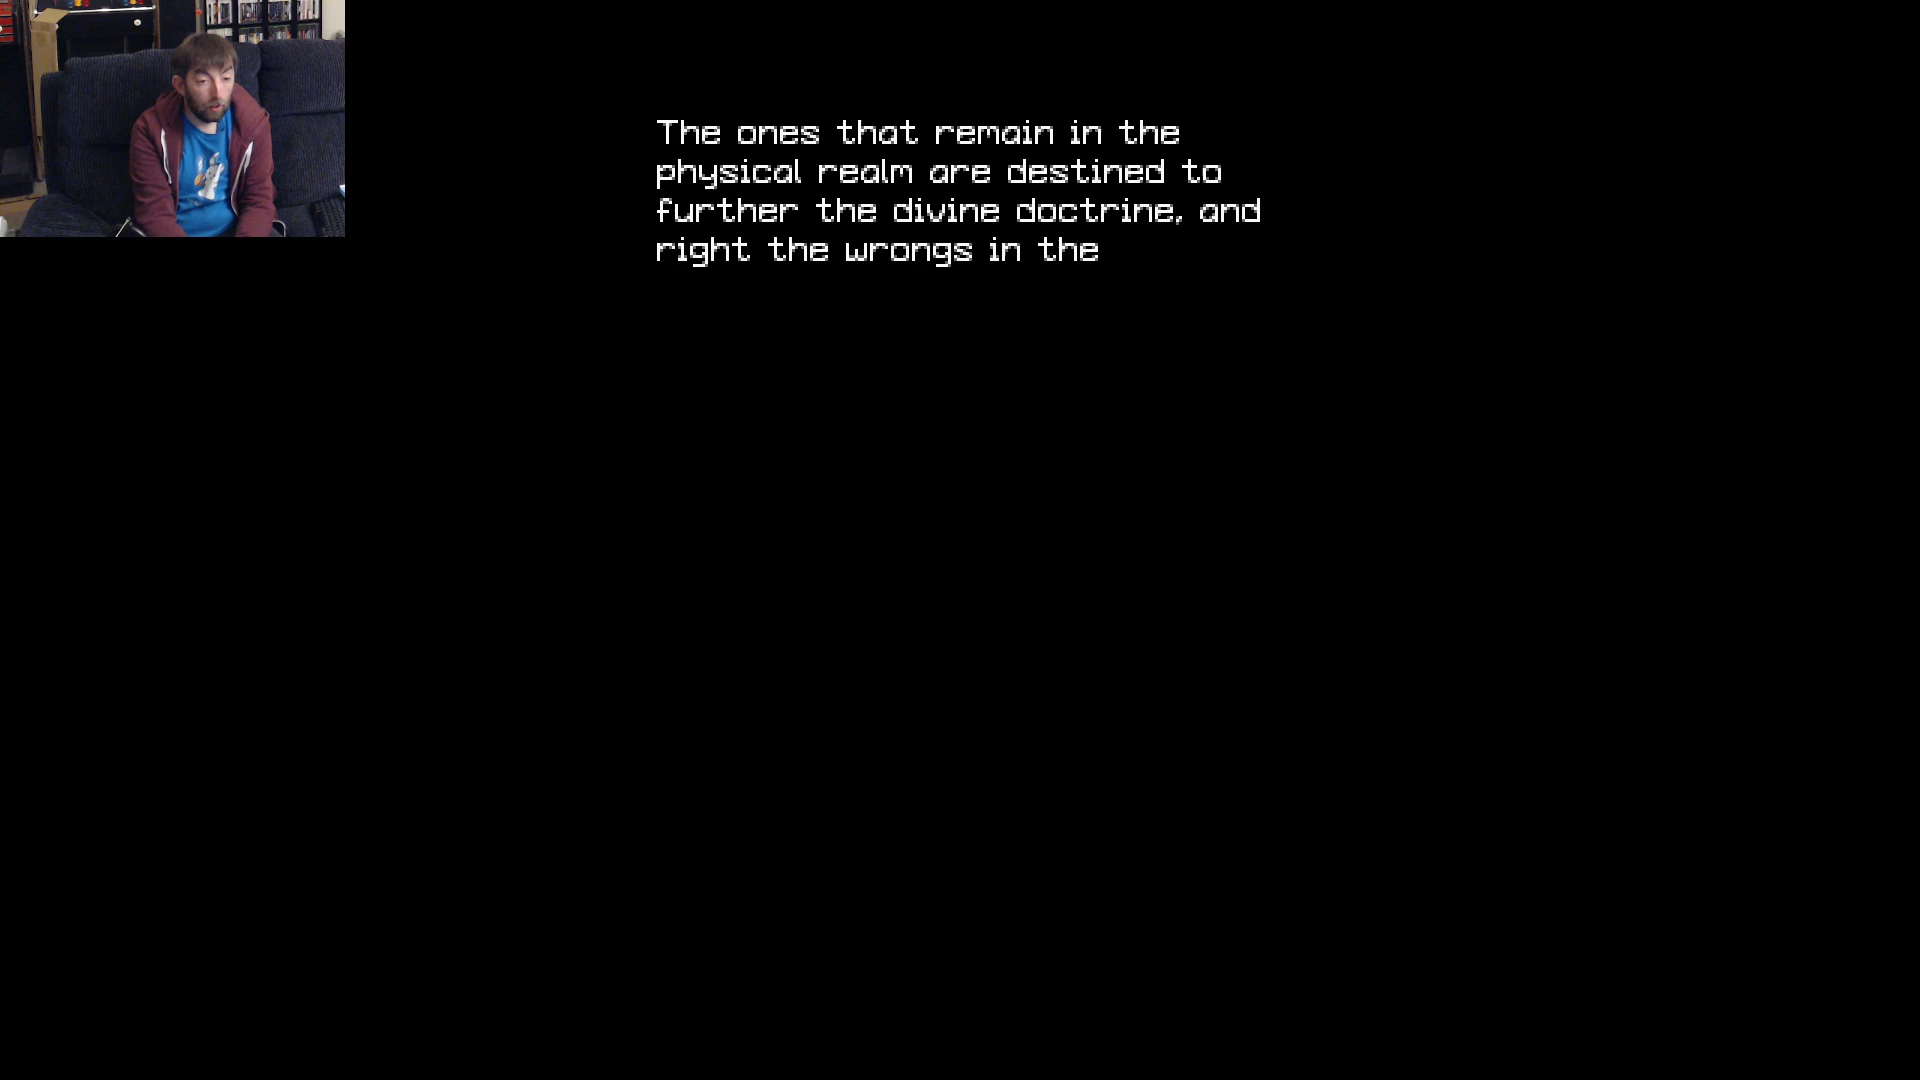 The ones that remain in the
physical realm are destined to
further the divine doctrine, and
right the wrongs in the